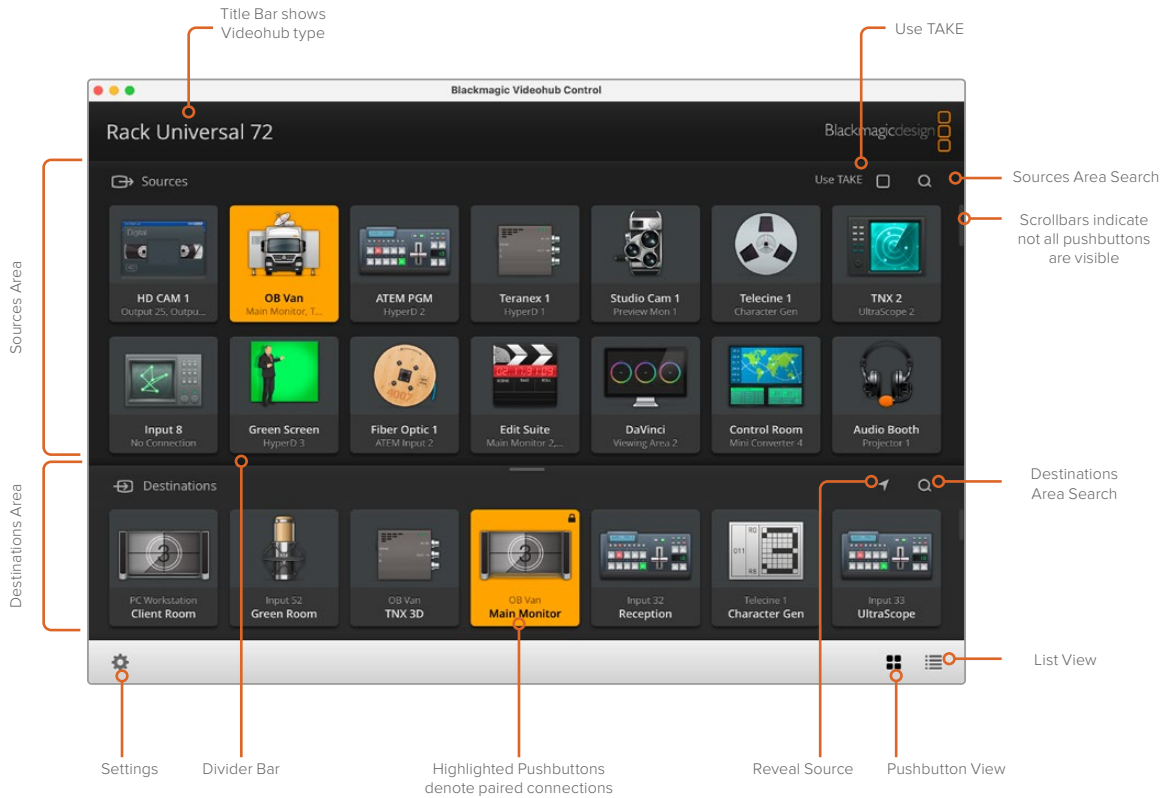 Title Bar shows
Videohub type
Use TAKE
Blackmagic Videohub Control
Rack Universal 72
Blackmagicdesign
Sources Area
Sources
Use TAKE
Sources Area Search
Scrollbars indicate
not all pushbuttons
are visible
Digital
HD CAM 1
Output 25, Outpu...
OB Van
Main Monitor, T...
ATEM PGM
HyperD 2
Teranex 1
HyperD 1
Studio Cam 1
Preview Mon 1
Telecine 1
Character Gen
TNX 2
UltraScope 2
Input 8
No Connection
Green Screen
HyperD 3
Fiber Optic 1
ATEM Input 2
Edit Suite
Main Monitor 2,...
DaVinci
Viewing Area 2
Control Room
Mini Converter 4
Audio Booth
Projector 1
Destinations Area
Destinations
Destinations
Area Search
3
PC Workstation
Client Room
Input 52
Green Room
OB Van
TNX 3D
3
OB Van
Main Monitor
Input 32
Reception
R0
011
R8
Telecine 1
Character Gen
Input 33
UltraScope
List View
Settings
Divider Bar
Highlighted Pushbuttons
denote paired connections
Reveal Source
Pushbutton View